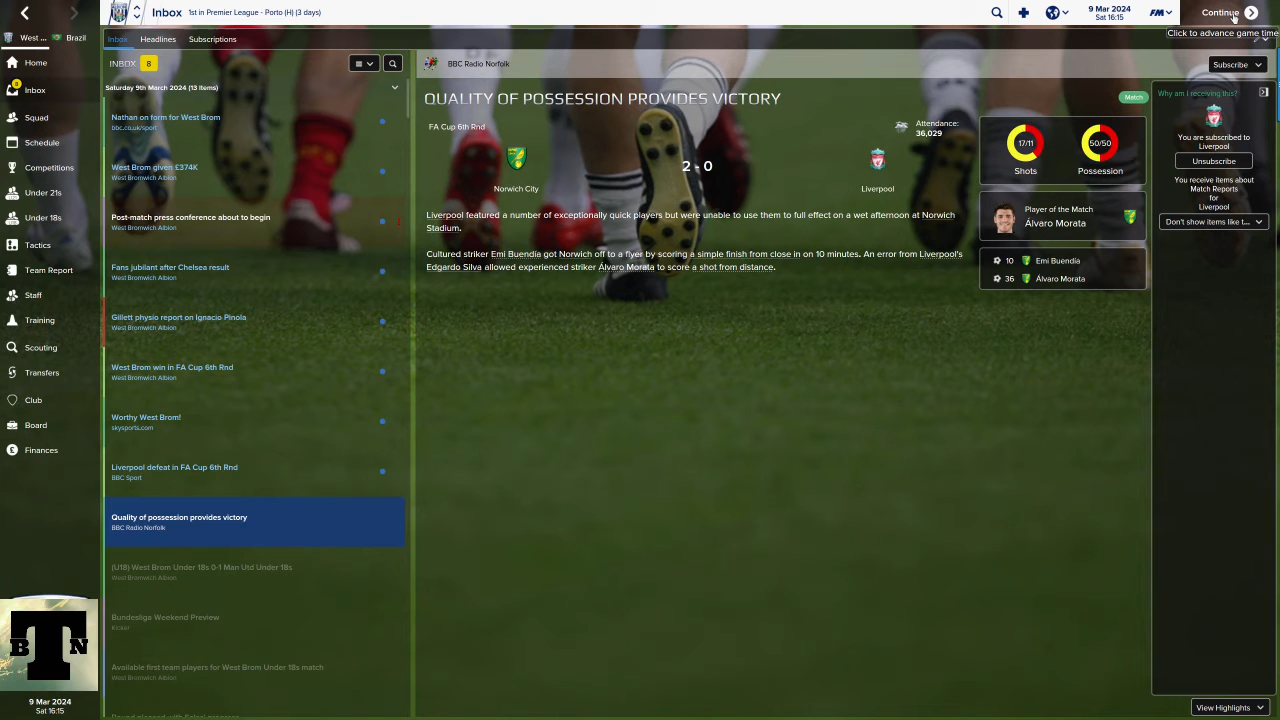 West ...
Brazil
Inbox
1st in Premier League - Porto (H) (3 days)
9 Mar 2024
Sat 16:15
FM
Continue
Click to advance game time
Home
8
Inbox
Squad
Schedule
Competitions
Under 21s
Under 18s
Tactics
Team Report
Staff
Training
Scouting
Transfers
Club
Board
Finances
B T N
9 Mar 2024
Sat 16:15
Inbox
Headlines
Subscriptions
INBOX 8
Saturday 9th March 2024 (13 items)
Nathan on form for West Brom
bbc.co.uk/sport
West Brom given £374K
West Bromwich Albion
Post-match press conference about to begin
West Bromwich Albion
Fans jubilant after Chelsea result
West Bromwich Albion
Gillett physio report on Ignacio Pinola
West Bromwich Albion
West Brom win in FA Cup 6th Rnd
West Bromwich Albion
Worthy West Brom!
skysports.com
Liverpool defeat in FA Cup 6th Rnd
BBC Sport
Quality of possession provides victory
BBC Radio Norfolk
(U18) West Brom Under 18s 0-1 Man Utd Under 18s
West Bromwich Albion
Bundesliga Weekend Preview
Kicker
Available first team players for West Brom Under 18s match
West Bromwich Albion
BBC Radio Norfolk
Subscribe
QUALITY OF POSSESSION PROVIDES VICTORY
Match
FA Cup 6th Rnd
Attendance:
36,029
2 - 0
Norwich City
Liverpool
Liverpool featured a number of exceptionally quick players but were unable to use them to full effect on a wet afternoon at Norwich
Stadium.
Cultured striker Emi Buendía got Norwich off to a flyer by scoring a simple finish from close in on 10 minutes. An error from Liverpool's
Edgardo Silva allowed experienced striker Álvaro Morata to score a shot from distance.
17/11
50/50
Shots
Possession
Player of the Match
Álvaro Morata
10 Emi Buendía
36 Álvaro Morata
Why am I receiving this?
You are subscribed to
Liverpool
Unsubscribe
You receive items about
Match Reports
for
Liverpool
Don't show items like t...
View Highlights